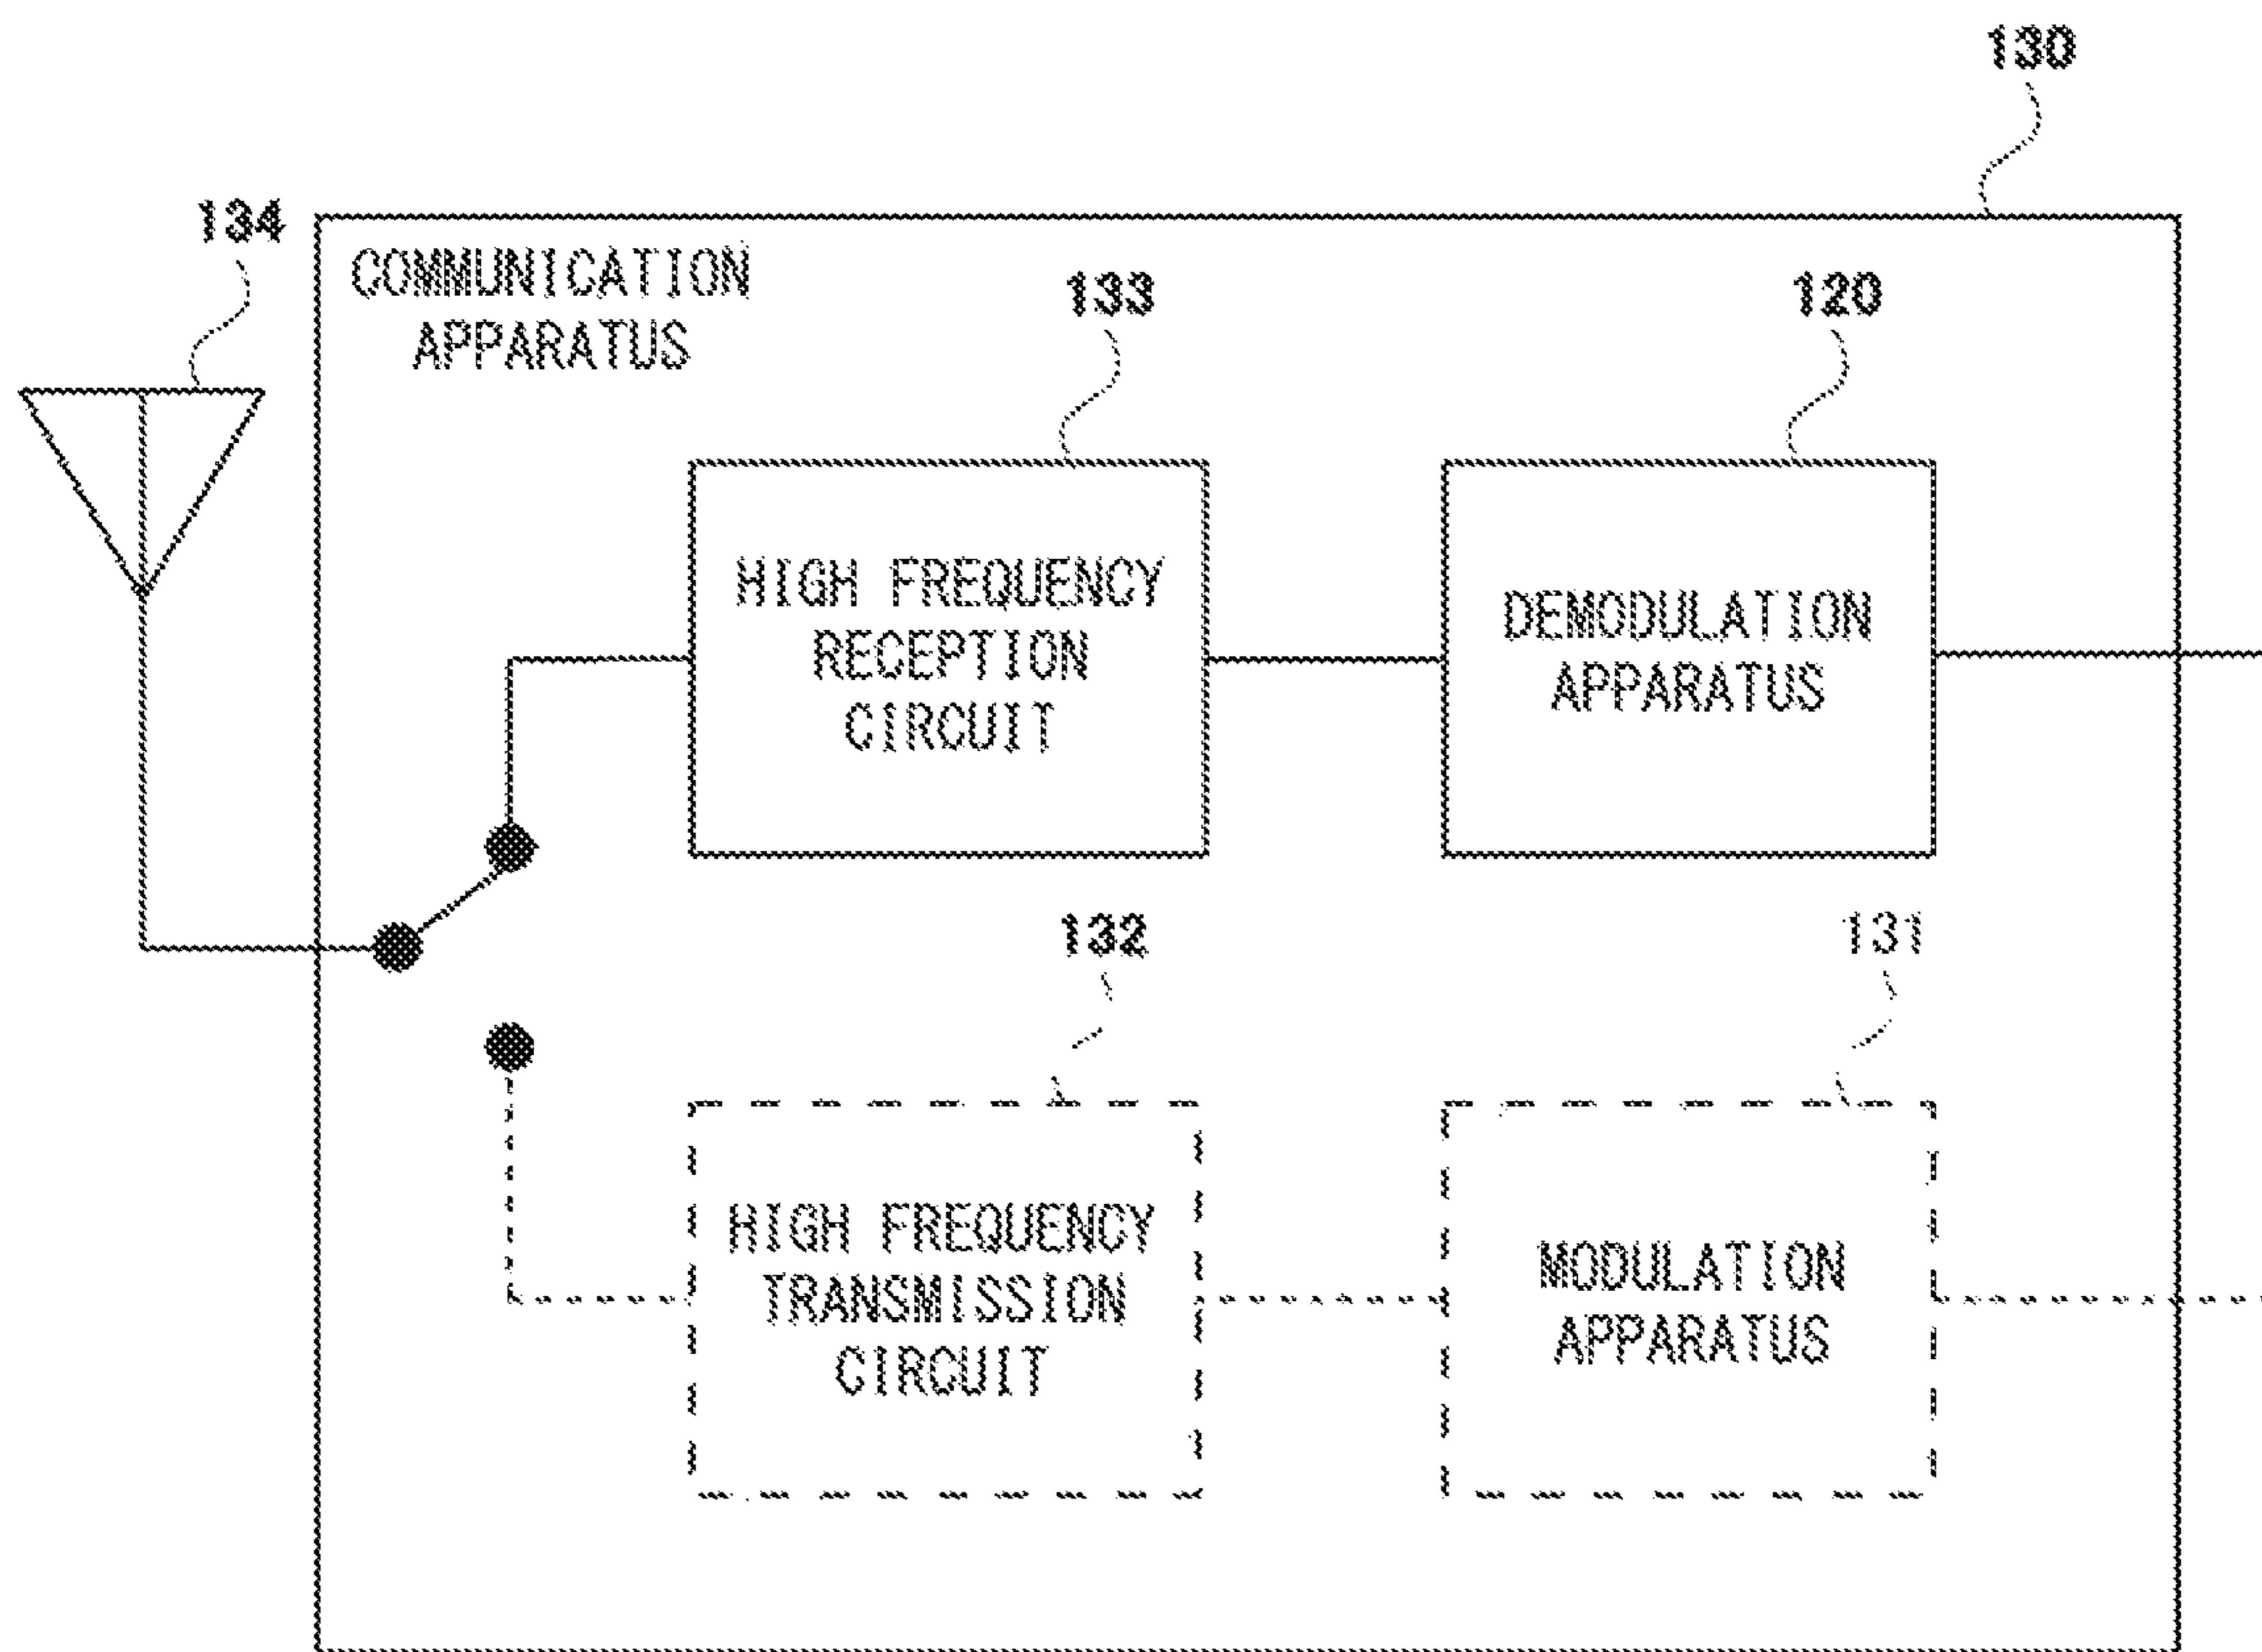 130
134
COMMUNICATION
APPARATUS
133
120
HIGH FREQUENCY
RECEPTION
CIRCUIT
DEMODULATION
APPARATUS
132
131
HIGH FREQUENCY
TRANSMISSION
CIRCUIT
MODULATION
APPARATUS